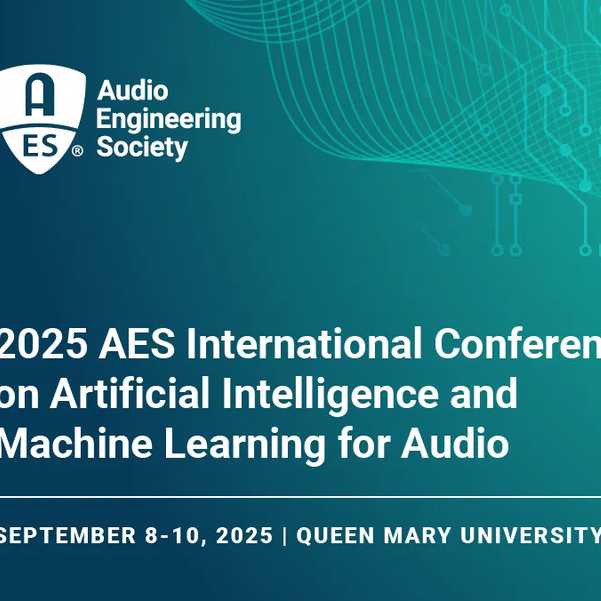 A
ES®
Audio
Engineering
Society
2025 AES International Conferen
on Artificial Intelligence and
Machine Learning for Audio
SEPTEMBER 8-10, 2025 | QUEEN MARY UNIVERSITY